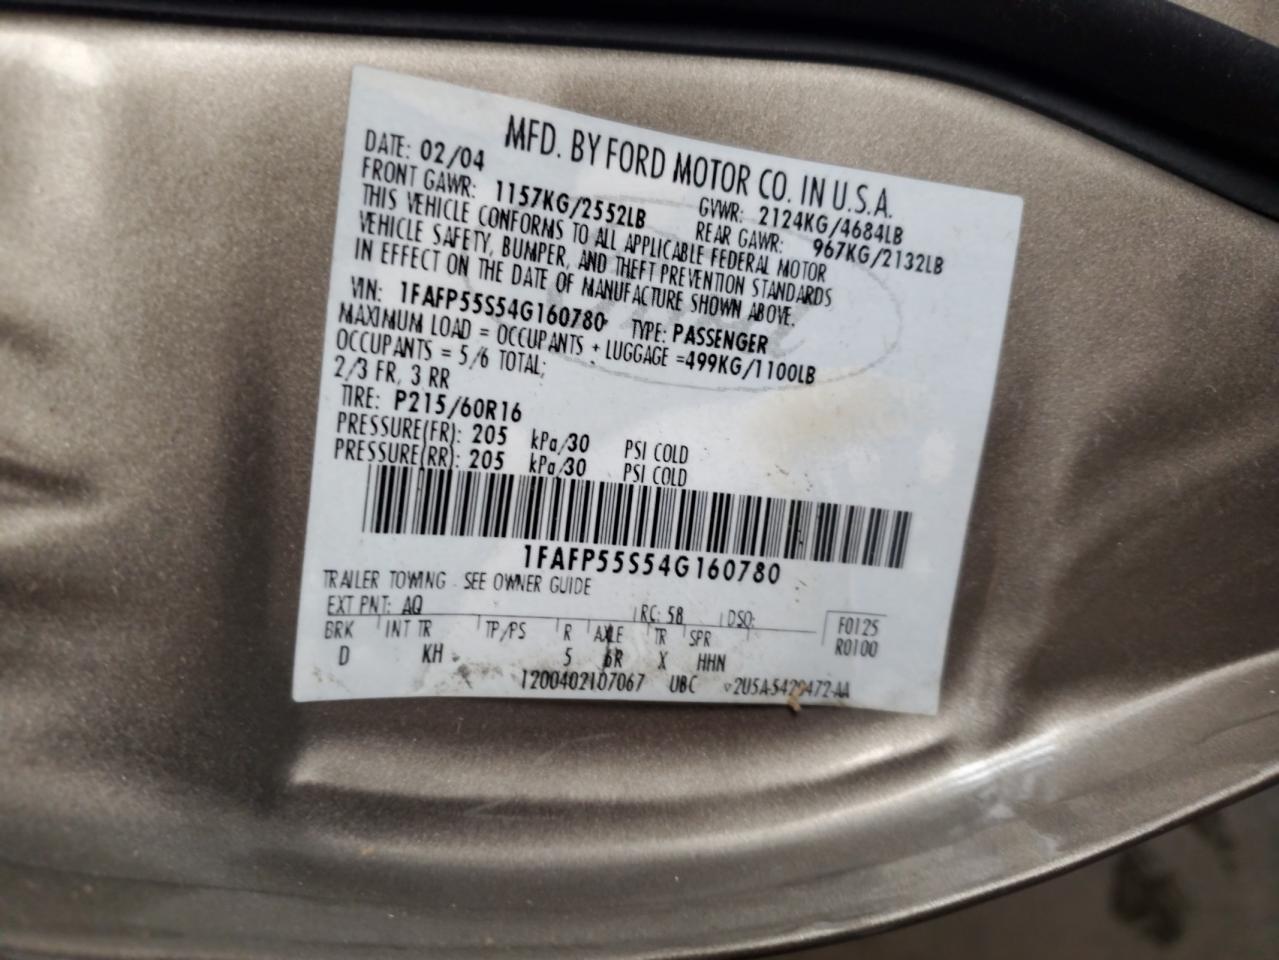 MFD. BY FORD MOTOR CO. IN U.S.A.
DATE: 02/04 GVWR: 2124KG/4684LB
FRONT GAWR: 1157KG/2552LB REAR GAWR: 967KG/2132LB
THIS VEHICLE CONFORMS TO ALL APPLICABLE FEDERAL MOTOR
VEHICLE SAFETY, BUMPER, AND THEFT PREVENTION STANDARDS
IN EFFECT ON THE DATE OF MANUFACTURE SHOWN ABOVE.
VIN: 1FAFP55S54G160780 TYPE: PASSENGER
MAXIMUM LOAD = OCCUPANTS + LUGGAGE =499KG/1100LB
OCCUPANTS = 5/6 TOTAL;
2/3 FR, 3 RR
TIRE: P215/60R16
PRESSURE(FR): 205 kPa/30 PSI COLD
PRESSURE(RR): 205 kPa/30 PSI COLD
1FAFP55S54G160780
TRAILER TOWING - SEE OWNER GUIDE
EXT PNT: AQ RC: 58 DSO: F0125
BRK INT TR TP/PS R AXLE TR SPR R0100
D KH 5 6R X HHN
1200402107067 UBC